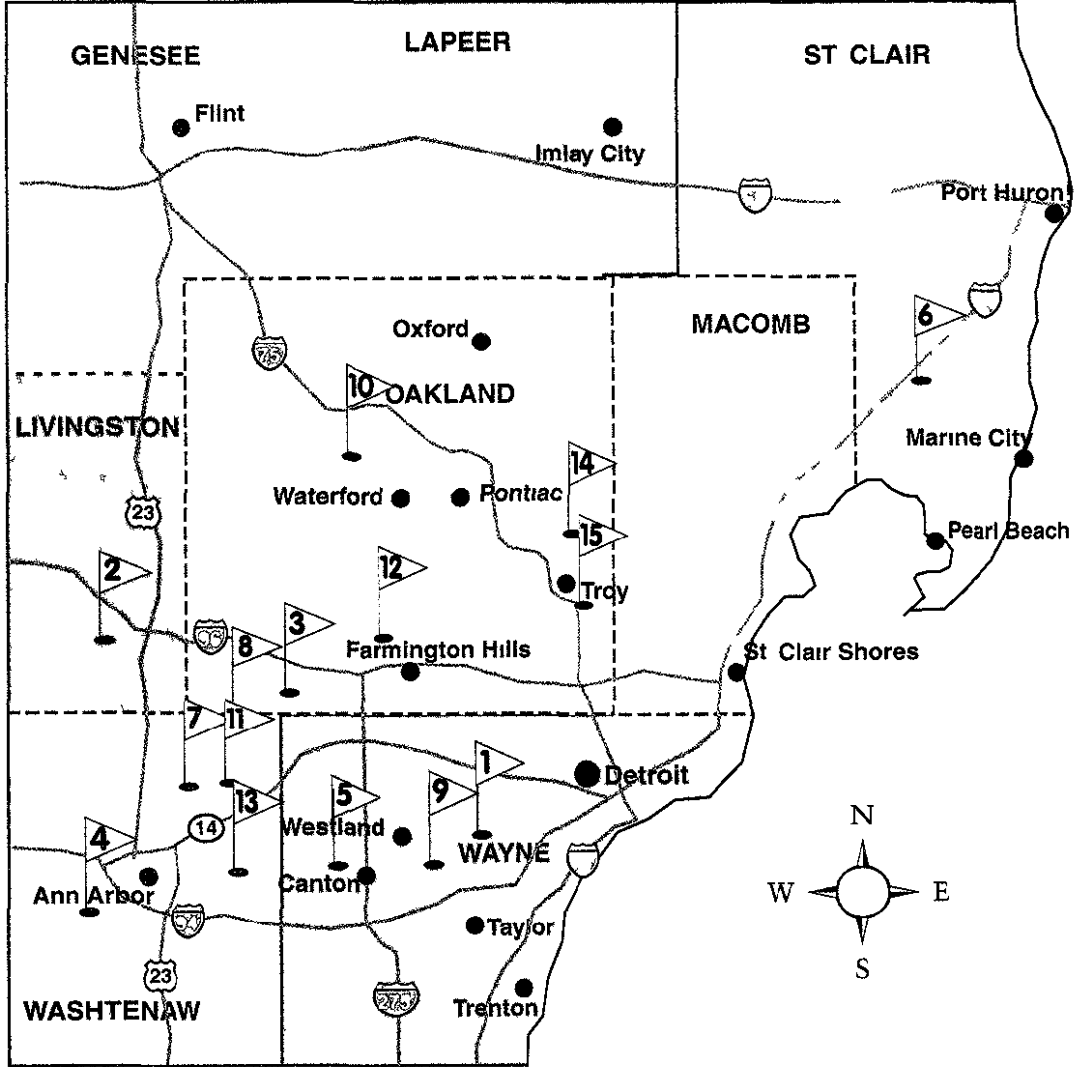 GENESEE
LAPEER
ST CLAIR
Flint
Imlay City
Port Huron
6
MACOMB
Oxford
75
10
OAKLAND
LIVINGSTON
Marine City
14
Waterford
Pontiac
23
15
Pearl Beach
2
12
Troy
3
96
8
Farmington Hills
St Clair Shores
7
11
1
Detroit
13
5
9
N
14
Westland
4
WAYNE
Canton
W
E
Ann Arbor
Taylor
S
23
275
WASHTENAW
Trenton